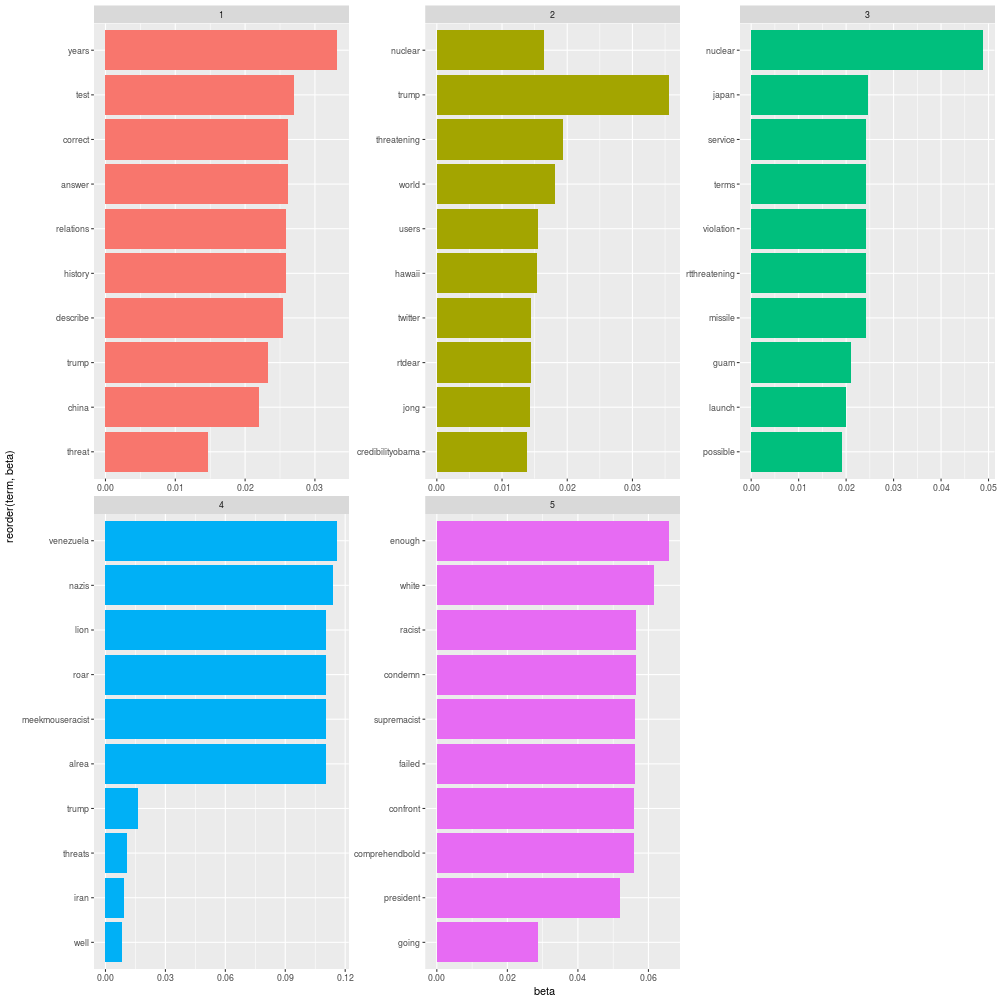 1
years
test
correct
answer
relations
history
describe
trump
china
threat
0.00 0.01 0.02 0.03
2
nuclear
trump
threatening
world
users
hawaii
twitter
rtdear
jong
credibilityobama
0.00 0.01 0.02 0.03
3
nuclear
japan
service
terms
violation
rtthreatening
missile
guam
launch
possible
0.00 0.01 0.02 0.03 0.04 0.05
reorder(term, beta)
4
venezuela
nazis
lion
roar
meekmouseracist
alrea
trump
threats
iran
well
0.00 0.03 0.06 0.09 0.12
5
enough
white
racist
condemn
supremacist
failed
confront
comprehendbold
president
going
0.00 0.02 0.04 0.06
beta